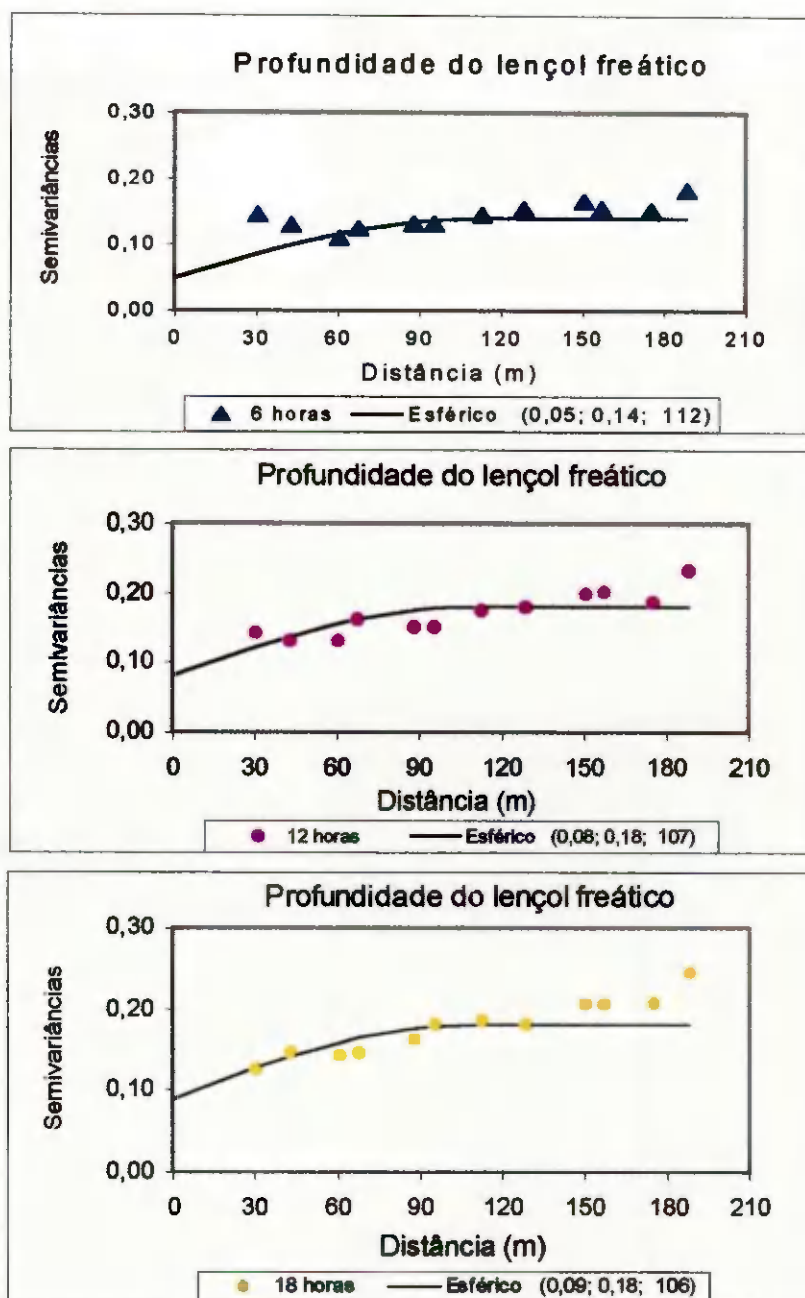 Profundidade do lençol freático
Semivariâncias
0,30
0,20
0,10
0,00
0 30 60 90 120 150 180 210
Distância (m)
6 horas Esférico (0,05; 0,14; 112)
Profundidade do lençol freático
Semivariâncias
0,30
0,20
0,10
0,00
0 30 60 90 120 150 180 210
Distância (m)
12 horas Esférico (0,08; 0,18; 107)
Profundidade do lençol freático
Semivariâncias
0,30
0,20
0,10
0,00
0 30 60 90 120 150 180 210
Distância (m)
18 horas Esférico (0,09; 0,18; 106)